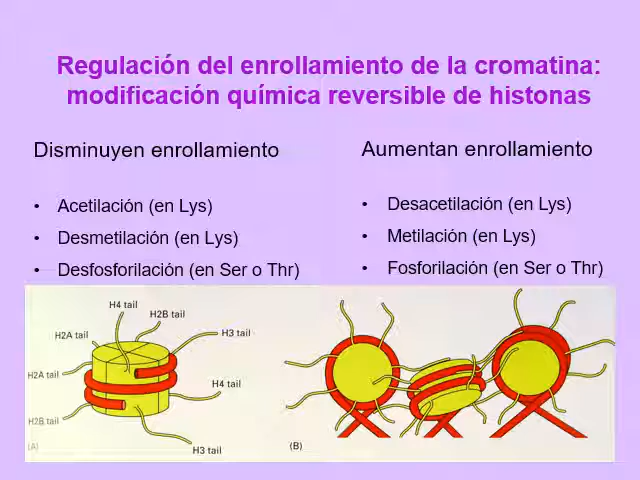 Regulación del enrollamiento de la cromatina:
modificación química reversible de histonas
Disminuyen enrollamiento
• Acetilación (en Lys)
• Desmetilación (en Lys)
• Desfosforilación (en Ser o Thr)
Aumentan enrollamiento
• Desacetilación (en Lys)
• Metilación (en Lys)
• Fosforilación (en Ser o Thr)
H4 tail
H2B tail
H2A tail
H3 tail
H2A tail
H4 tail
H2B tail
H3 tail
(A)
(B)